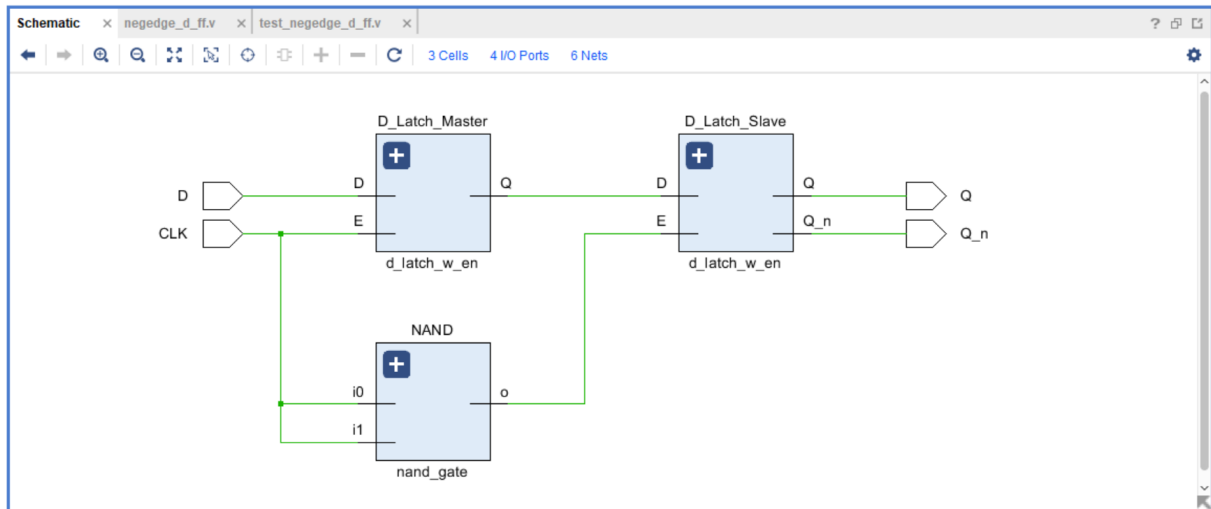 Schematic × negedge_d_ff.v × test_negedge_d_ff.v × ?
3 Cells 4 I/O Ports 6 Nets
D_Latch_Master D_Latch_Slave
D D Q D Q Q
CLK E E Q_n Q_n
d_latch_w_en d_latch_w_en
NAND
i0 o
i1
nand_gate